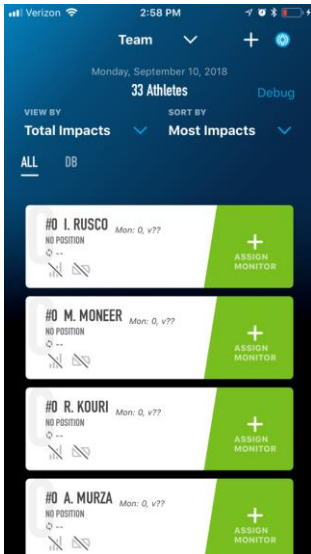 Verizon 2:58 PM
Team
Monday, September 10, 2018
33 Athletes
Debug
VIEW BY
SORT BY
Total Impacts
Most Impacts
ALL DB
#0 I. RUSCO Mon: 0, v??
NO POSITION
--
+
ASSIGN
MONITOR
#0 M. MONEER Mon: 0, v??
NO POSITION
--
+
ASSIGN
MONITOR
#0 R. KOURI Mon: 0, v??
NO POSITION
--
+
ASSIGN
MONITOR
#0 A. MURZA Mon: 0, v??
NO POSITION
--
+
ASSIGN
MONITOR